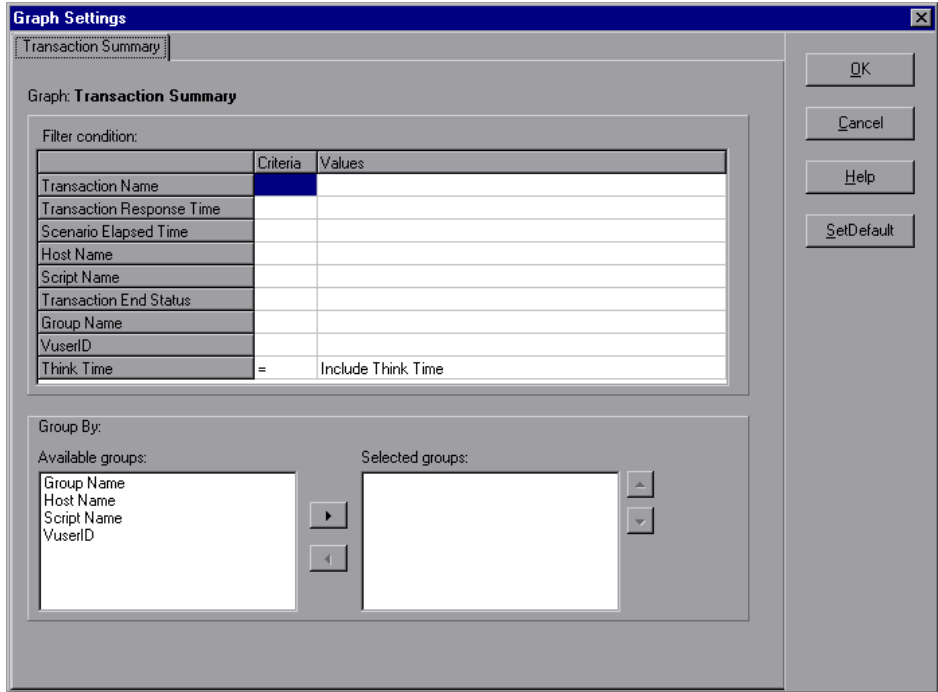 Graph Settings
Transaction Summary
OK
Graph: Transaction Summary
Cancel
Filter condition:
Criteria Values
Help
Transaction Name
Transaction Response Time
SetDefault
Scenario Elapsed Time
Host Name
Script Name
Transaction End Status
Group Name
VuserID
Think Time = Include Think Time
Group By:
Available groups:
Selected groups:
Group Name
Host Name
Script Name
VuserID